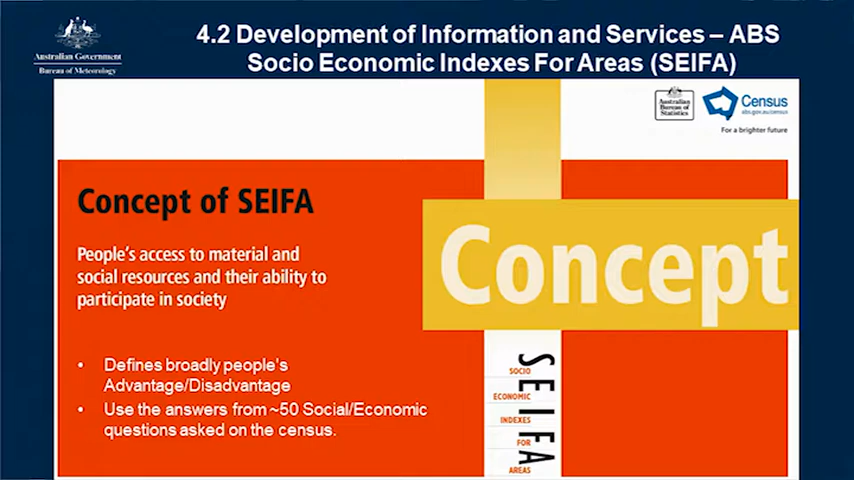 4.2 Development of Information and Services – ABS
Socio Economic Indexes For Areas (SEIFA)
Australian Government
Bureau of Meteorology
Australian
Bureau of
Statistics
Census
abs.gov.au/census
For a brighter future
Concept of SEIFA
People's access to material and
social resources and their ability to
participate in society
Concept
• Defines broadly people's
Advantage/Disadvantage
• Use the answers from ~50 Social/Economic
questions asked on the census.
SEIFA
SOCIO
ECONOMIC
INDEXES
FOR
AREAS